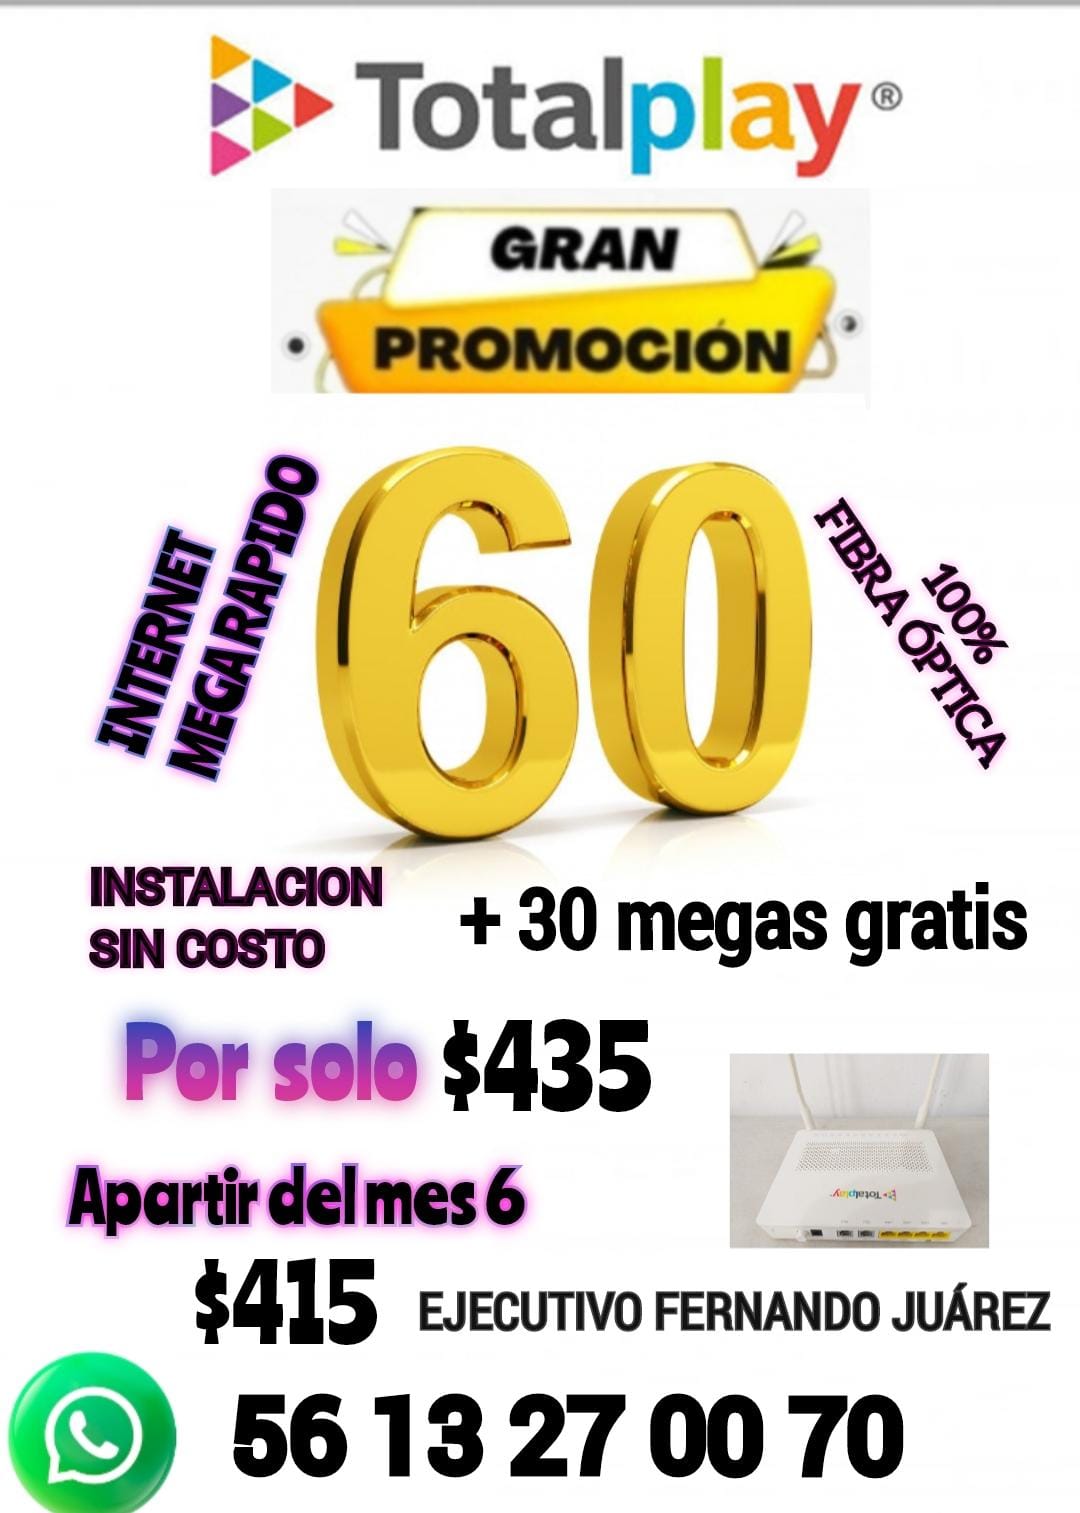 Totalplay®
GRAN
PROMOCIÓN
INTERNET
MEGARAPIDO
60
100%
FIBRA ÓPTICA
INSTALACION
SIN COSTO
+ 30 megas gratis
Por solo $435
Apartir del mes 6
Totalplay
$415
EJECUTIVO FERNANDO JUÁREZ
56 13 27 00 70